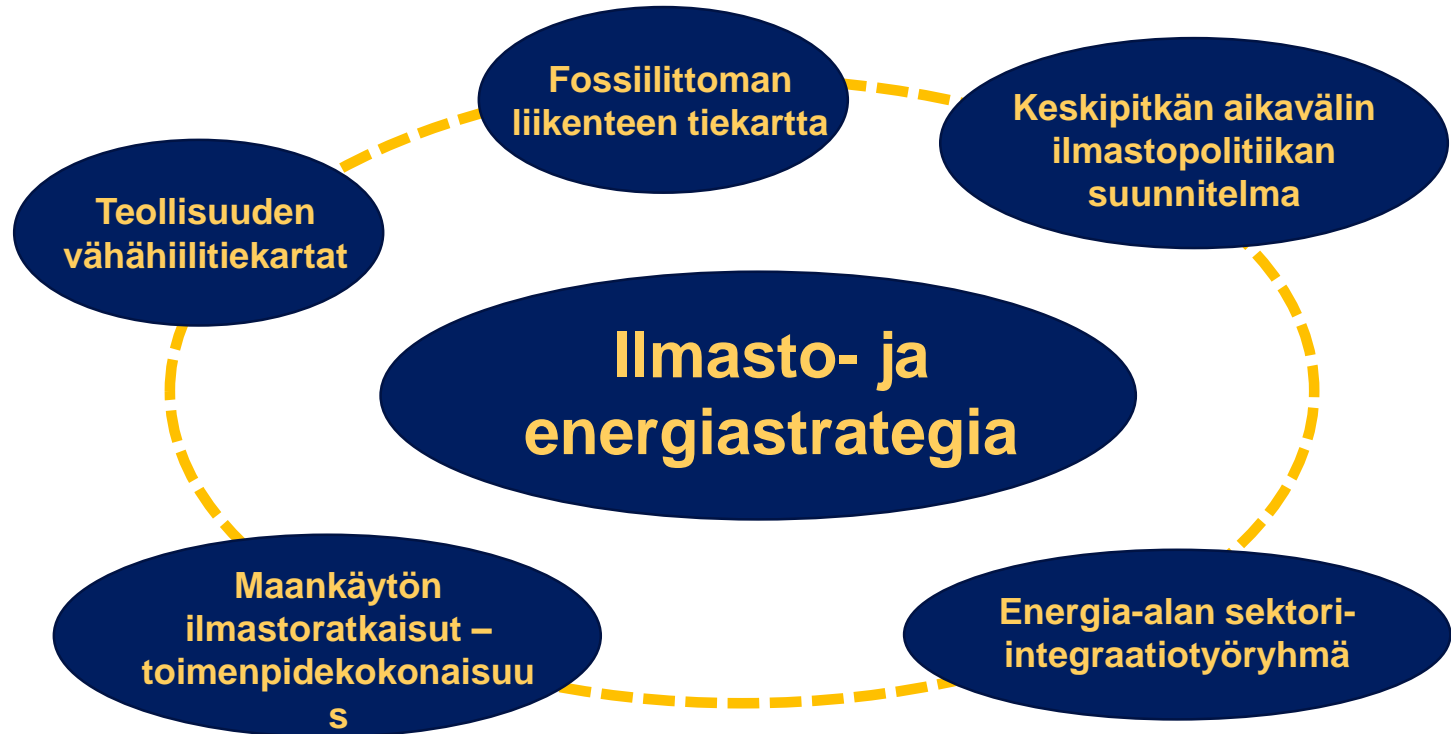 Fossiilittoman
liikenteen tiekartta
Keskipitkän aikavälin
ilmastopolitiikan
suunnitelma
Teollisuuden
vähähiilitiekartat
Ilmasto- ja
energiastrategia
Maankäytön
ilmastoratkaisut –
toimenpidekokonaisuu
s
Energia-alan sektori-
integraatiotyöryhmä